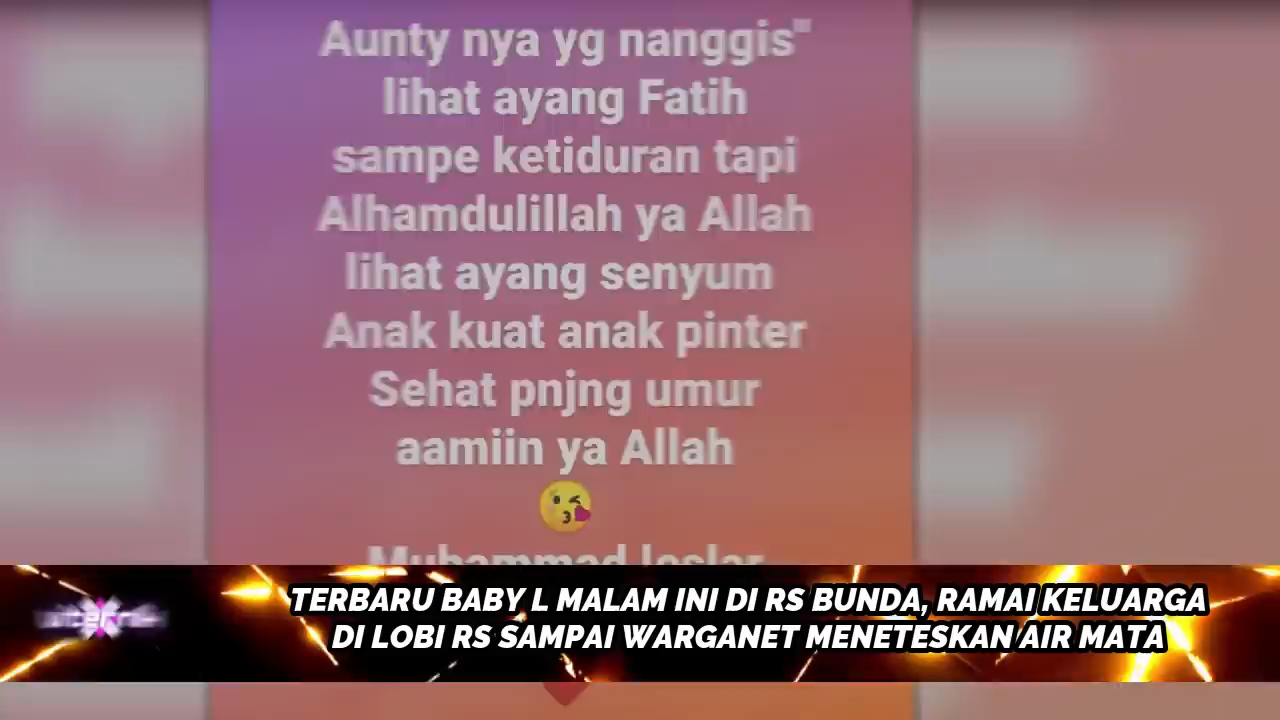 Aunty nya yg nanggis"
lihat ayang Fatih
sampe ketiduran tapi
Alhamdulillah ya Allah
lihat ayang senyum
Anak kuat anak pinter
Sehat pnjng umur
aamiin ya Allah
😘
Muhammad leslar
TERBARU BABY L MALAM INI DI RS BUNDA, RAMAI KELUARGA
DI LOBI RS SAMPAI WARGANET MENETESKAN AIR MATA